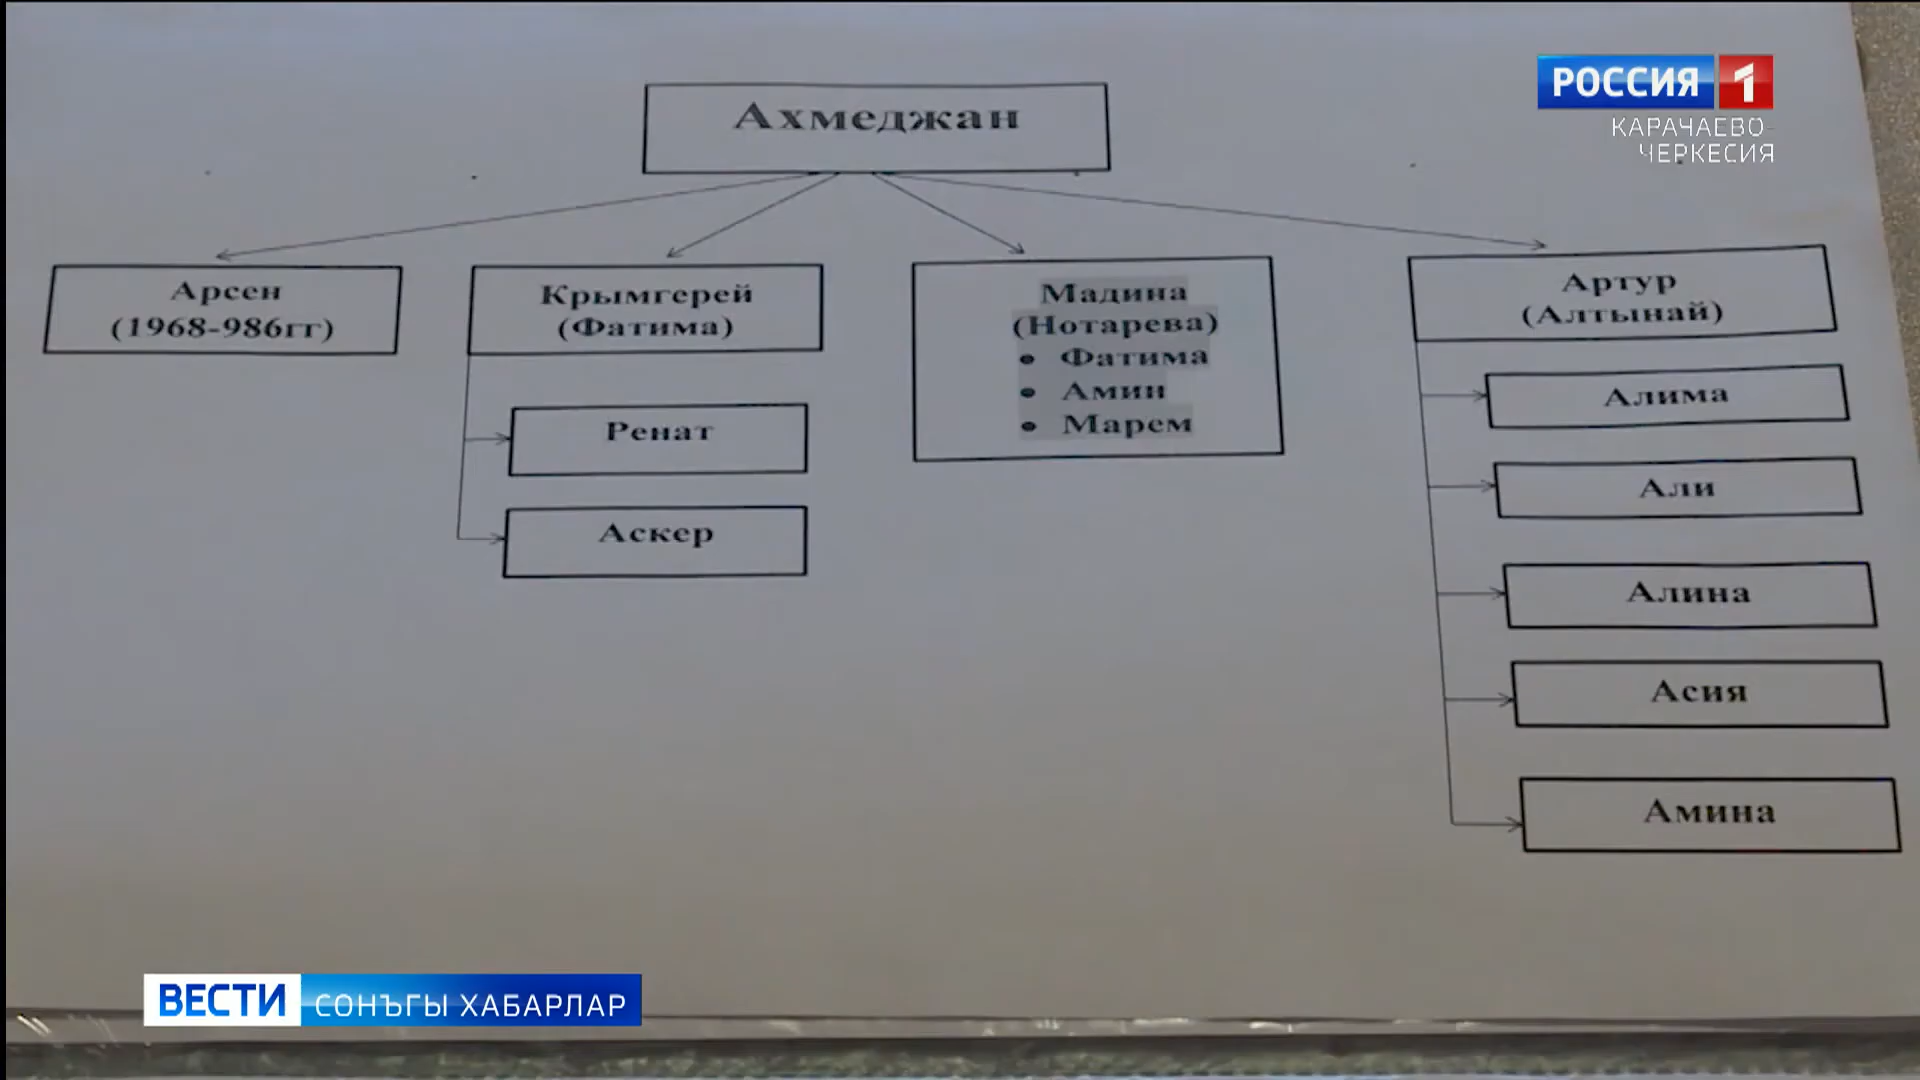 РОССИЯ 1
КАРАЧАЕВО-
ЧЕРКЕСИЯ
Ахмеджан
Арсен
(1968-986гг)
Крымгерей
(Фатима)
Ренат
Аскер
Мадина
(Нотарева)
• Фатима
• Амин
• Марем
Артур
(Алтынай)
Алима
Али
Алина
Асия
Амина
ВЕСТИ СОНЪГЫ ХАБАРЛАР